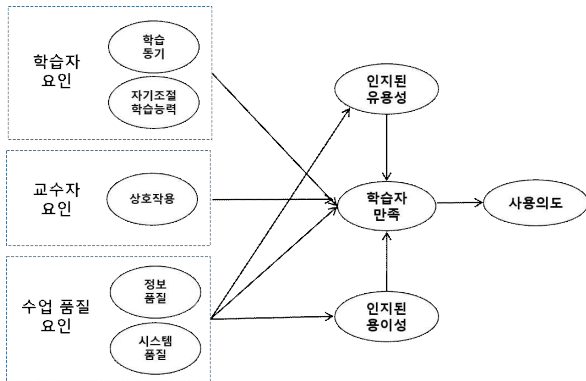 학습자
요인
학습
동기
자기조절
학습능력
교수자
요인
상호작용
수업 품질
요인
정보
품질
시스템
품질
인지된
유용성
학습자
만족
인지된
용이성
사용의도